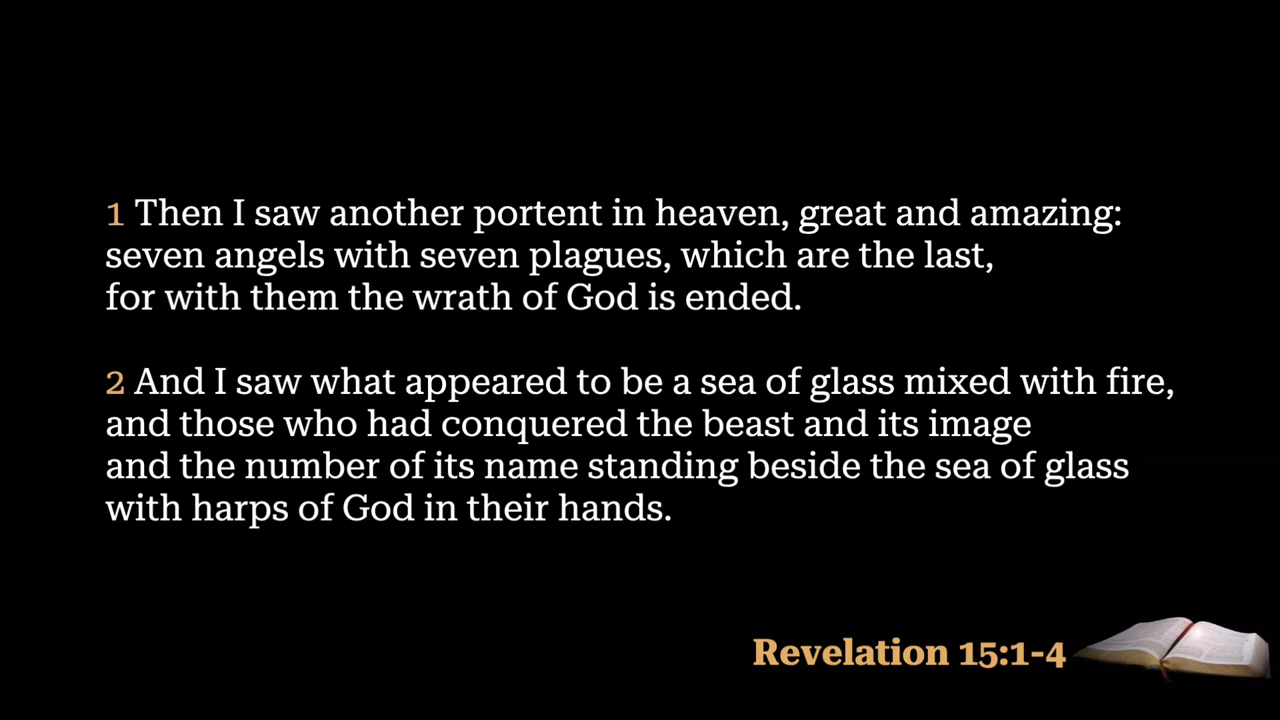 1 Then I saw another portent in heaven, great and amazing:
seven angels with seven plagues, which are the last,
for with them the wrath of God is ended.
2 And I saw what appeared to be a sea of glass mixed with fire,
and those who had conquered the beast and its image
and the number of its name standing beside the sea of glass
with harps of God in their hands.
Revelation 15:1-4